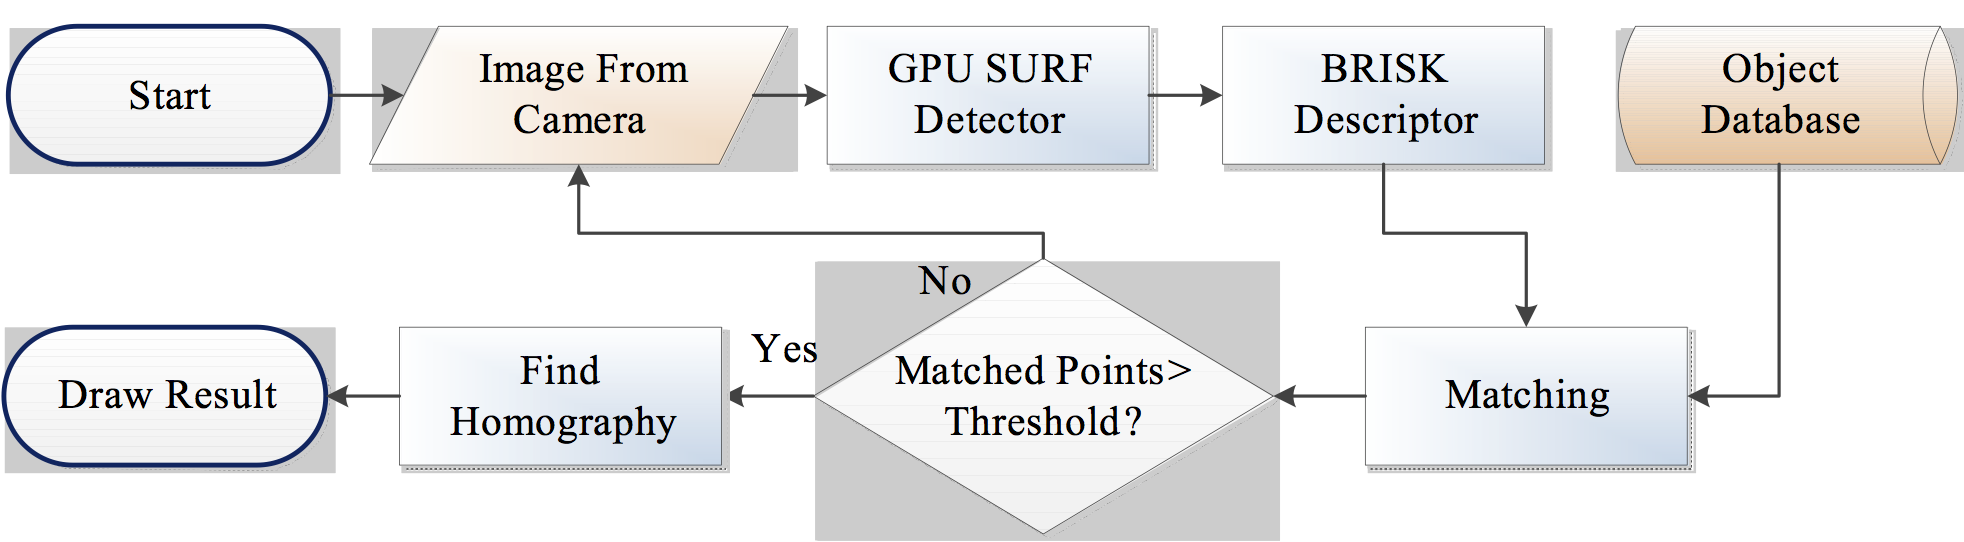 Start
Image From
Camera
GPU SURF
Detector
BRISK
Descriptor
Object
Database
No
Yes
Draw Result
Find
Homography
Matched Points>
Threshold?
Matching